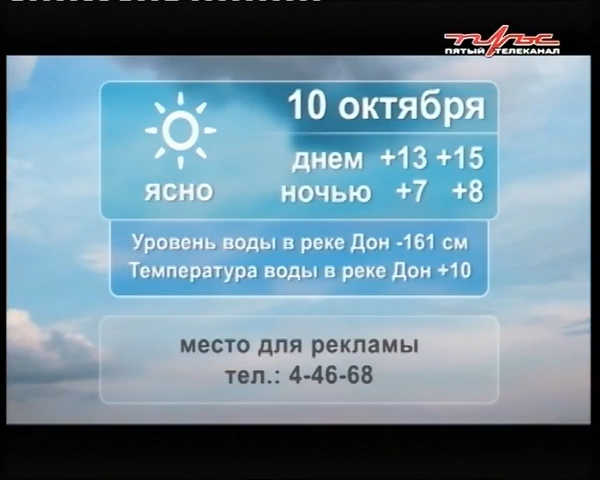 ПУЛЬС
ПЯТЫЙ ТЕЛЕКАНАЛ
10 октября
днем +13 +15
ясно
ночью +7 +8
Уровень воды в реке Дон -161 см
Температура воды в реке Дон +10
место для рекламы
тел.: 4-46-68